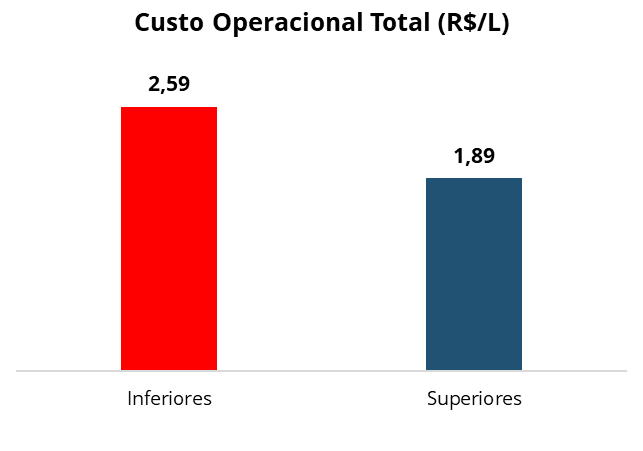 Custo Operacional Total (R$/L)
2,59
1,89
Inferiores
Superiores